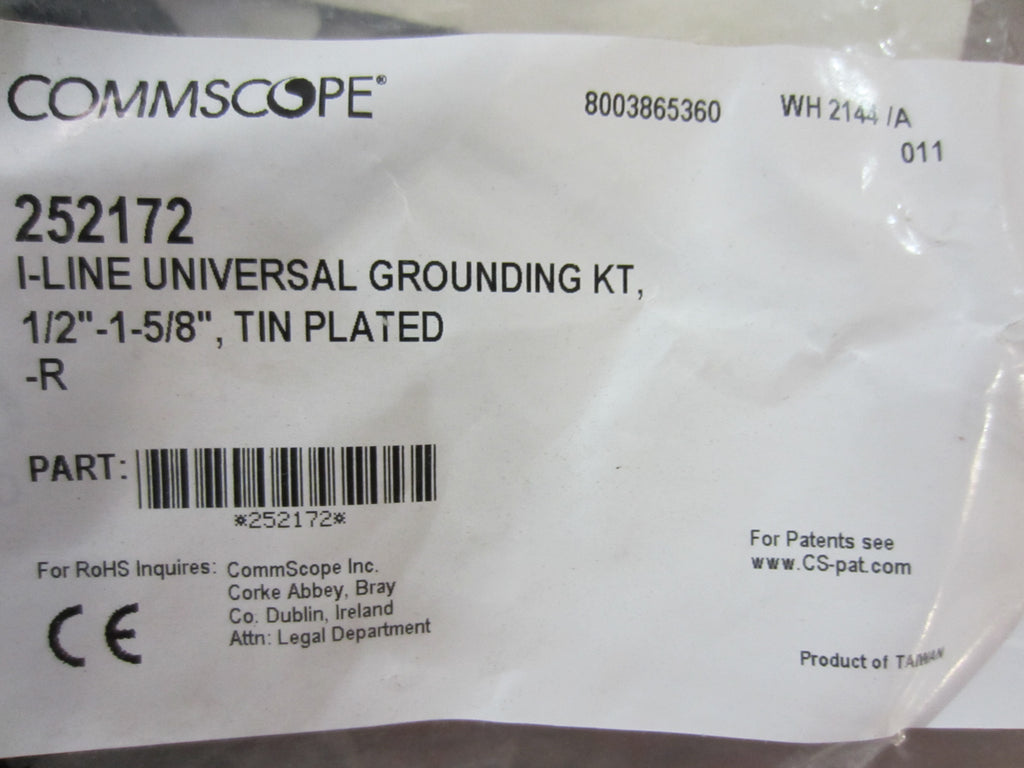 COMMSCOPE®
8003865360
WH 2144 /A
011
252172
I-LINE UNIVERSAL GROUNDING KT,
1/2"-1-5/8", TIN PLATED
-R
PART:
*252172*
For RoHS Inquires: CommScope Inc.
Corke Abbey, Bray
Co. Dublin, Ireland
Attn: Legal Department
CE
For Patents see
www.CS-pat.com
Product of TAIWAN